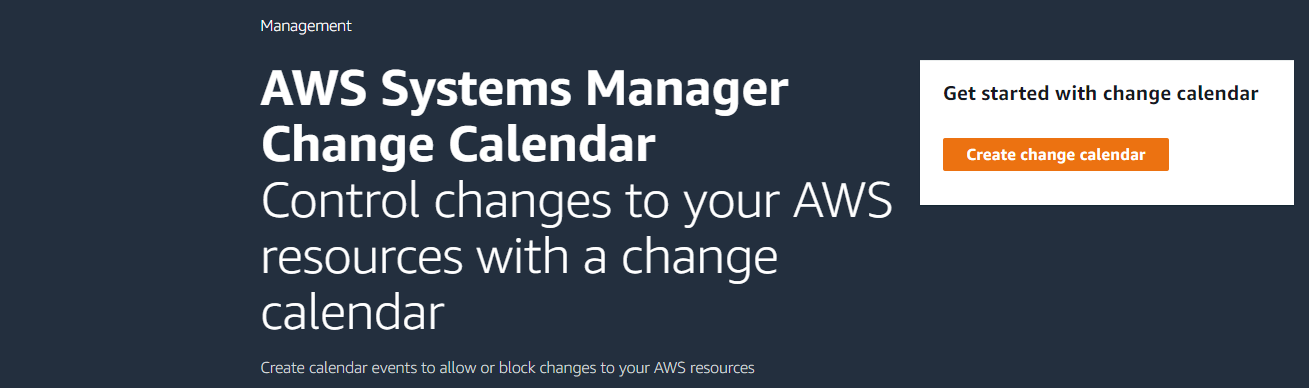 Management
AWS Systems Manager
Change Calendar
Control changes to your AWS
resources with a change
calendar
Create calendar events to allow or block changes to your AWS resources
Get started with change calendar
Create change calendar